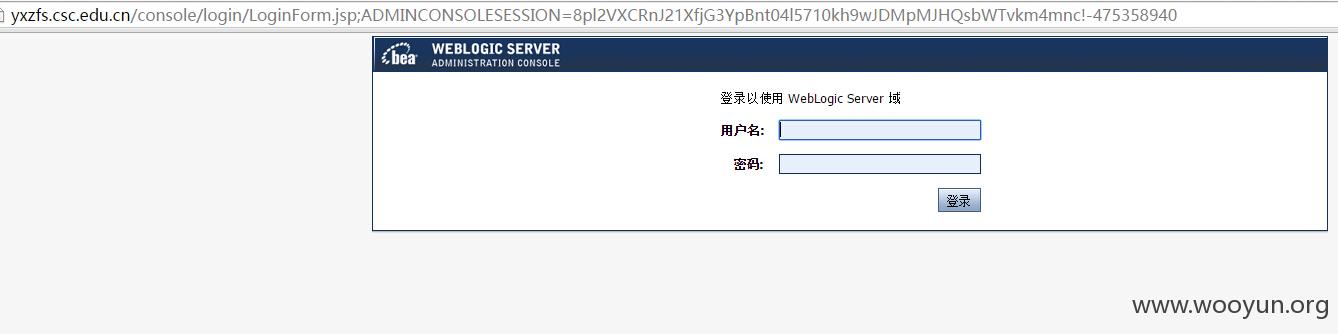 yxzfs.csc.edu.cn/console/login/LoginForm.jsp;ADMINCONSOLESESSION=8pl2VXCRnJ21XfjG3YpBnt04l5710kh9wJDMpMJHQsbWTvkm4mnc!-475358940
bea WEBLOGIC SERVER
ADMINISTRATION CONSOLE
登录以使用 WebLogic Server 域
用户名:
密码:
登录
www.wooyun.org